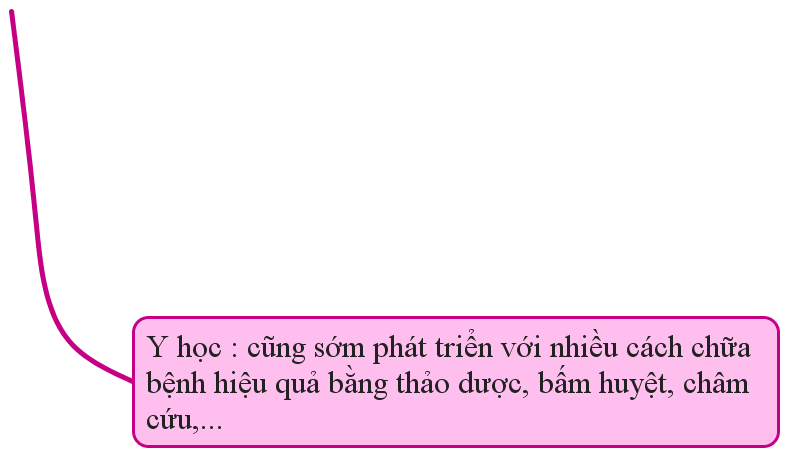 Y học : cũng sớm phát triển với nhiều cách chữa
bệnh hiệu quả bằng thảo dược, bấm huyệt, châm
cứu,...